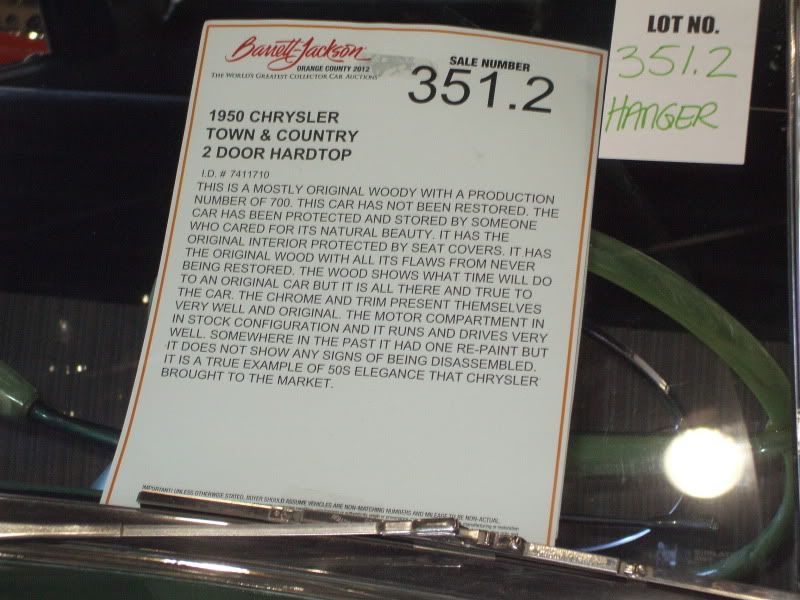 Barrett-Jackson
ORANGE COUNTY 2012
THE WORLD'S GREATEST COLLECTOR CAR AUCTIONS
SALE NUMBER
351.2
1950 CHRYSLER
TOWN & COUNTRY
2 DOOR HARDTOP
I.D. # 7411710
THIS IS A MOSTLY ORIGINAL WOODY WITH A PRODUCTION
NUMBER OF 700. THIS CAR HAS NOT BEEN RESTORED. THE
CAR HAS BEEN PROTECTED AND STORED BY SOMEONE
WHO CARED FOR ITS NATURAL BEAUTY. IT HAS THE
ORIGINAL INTERIOR PROTECTED BY SEAT COVERS. IT HAS
THE ORIGINAL WOOD WITH ALL ITS FLAWS FROM NEVER
BEING RESTORED. THE WOOD SHOWS WHAT TIME WILL DO
TO AN ORIGINAL CAR BUT IT IS ALL THERE AND TRUE TO
THE CAR. THE CHROME AND TRIM PRESENT THEMSELVES
VERY WELL AND ORIGINAL. THE MOTOR COMPARTMENT IN
IN STOCK CONFIGURATION AND IT RUNS AND DRIVES VERY
WELL. SOMEWHERE IN THE PAST IT HAD ONE RE-PAINT BUT
IT DOES NOT SHOW ANY SIGNS OF BEING DISASSEMBLED.
IT IS A TRUE EXAMPLE OF 50S ELEGANCE THAT CHRYSLER
BROUGHT TO THE MARKET.
IMPORTANT! UNLESS OTHERWISE STATED, BUYER SHOULD ASSUME VEHICLES ARE NON-MATCHING NUMBERS AND MILEAGE TO BE NON-ACTUAL.
LOT NO.
351.2
HANGER